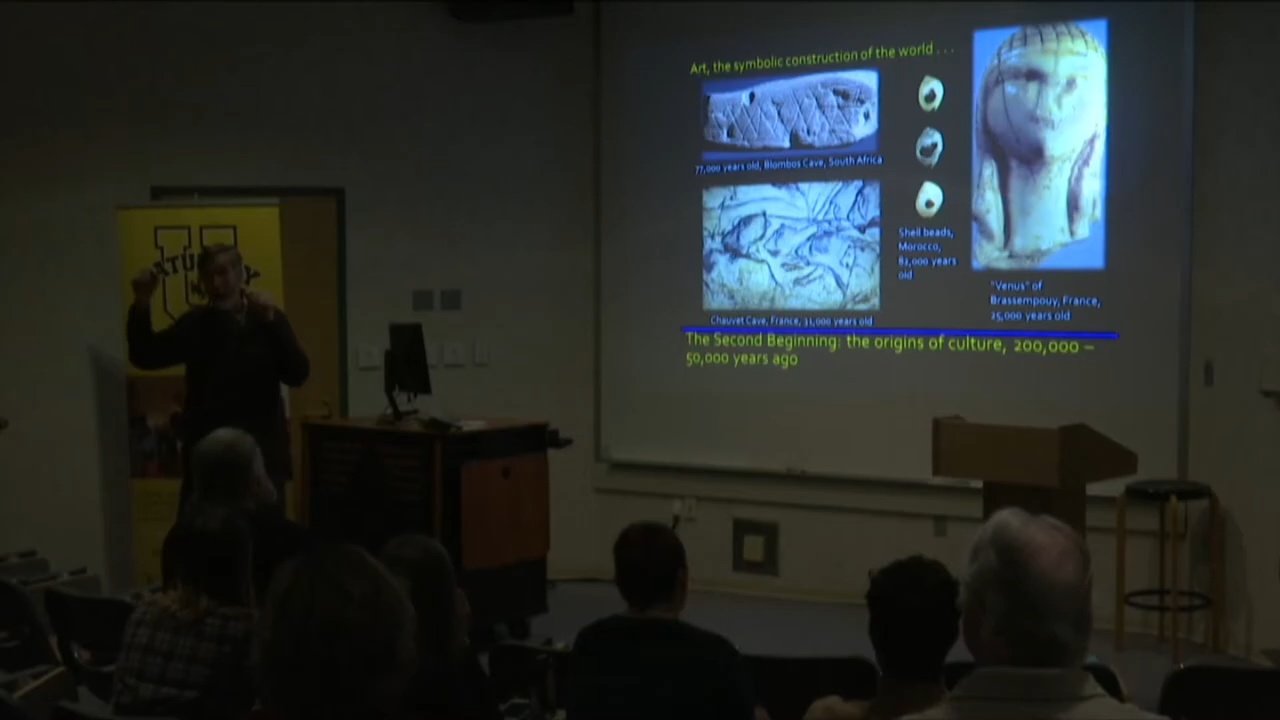 Art, the symbolic construction of the world . . .
77,000 years old, Blombos Cave, South Africa
Shell beads,
Morocco,
82,000 years
old
"Venus" of
Brassempouy, France,
25,000 years old
Chauvet Cave, France, 31,000 years old
The Second Beginning: the origins of culture, 200,000 –
50,000 years ago
U